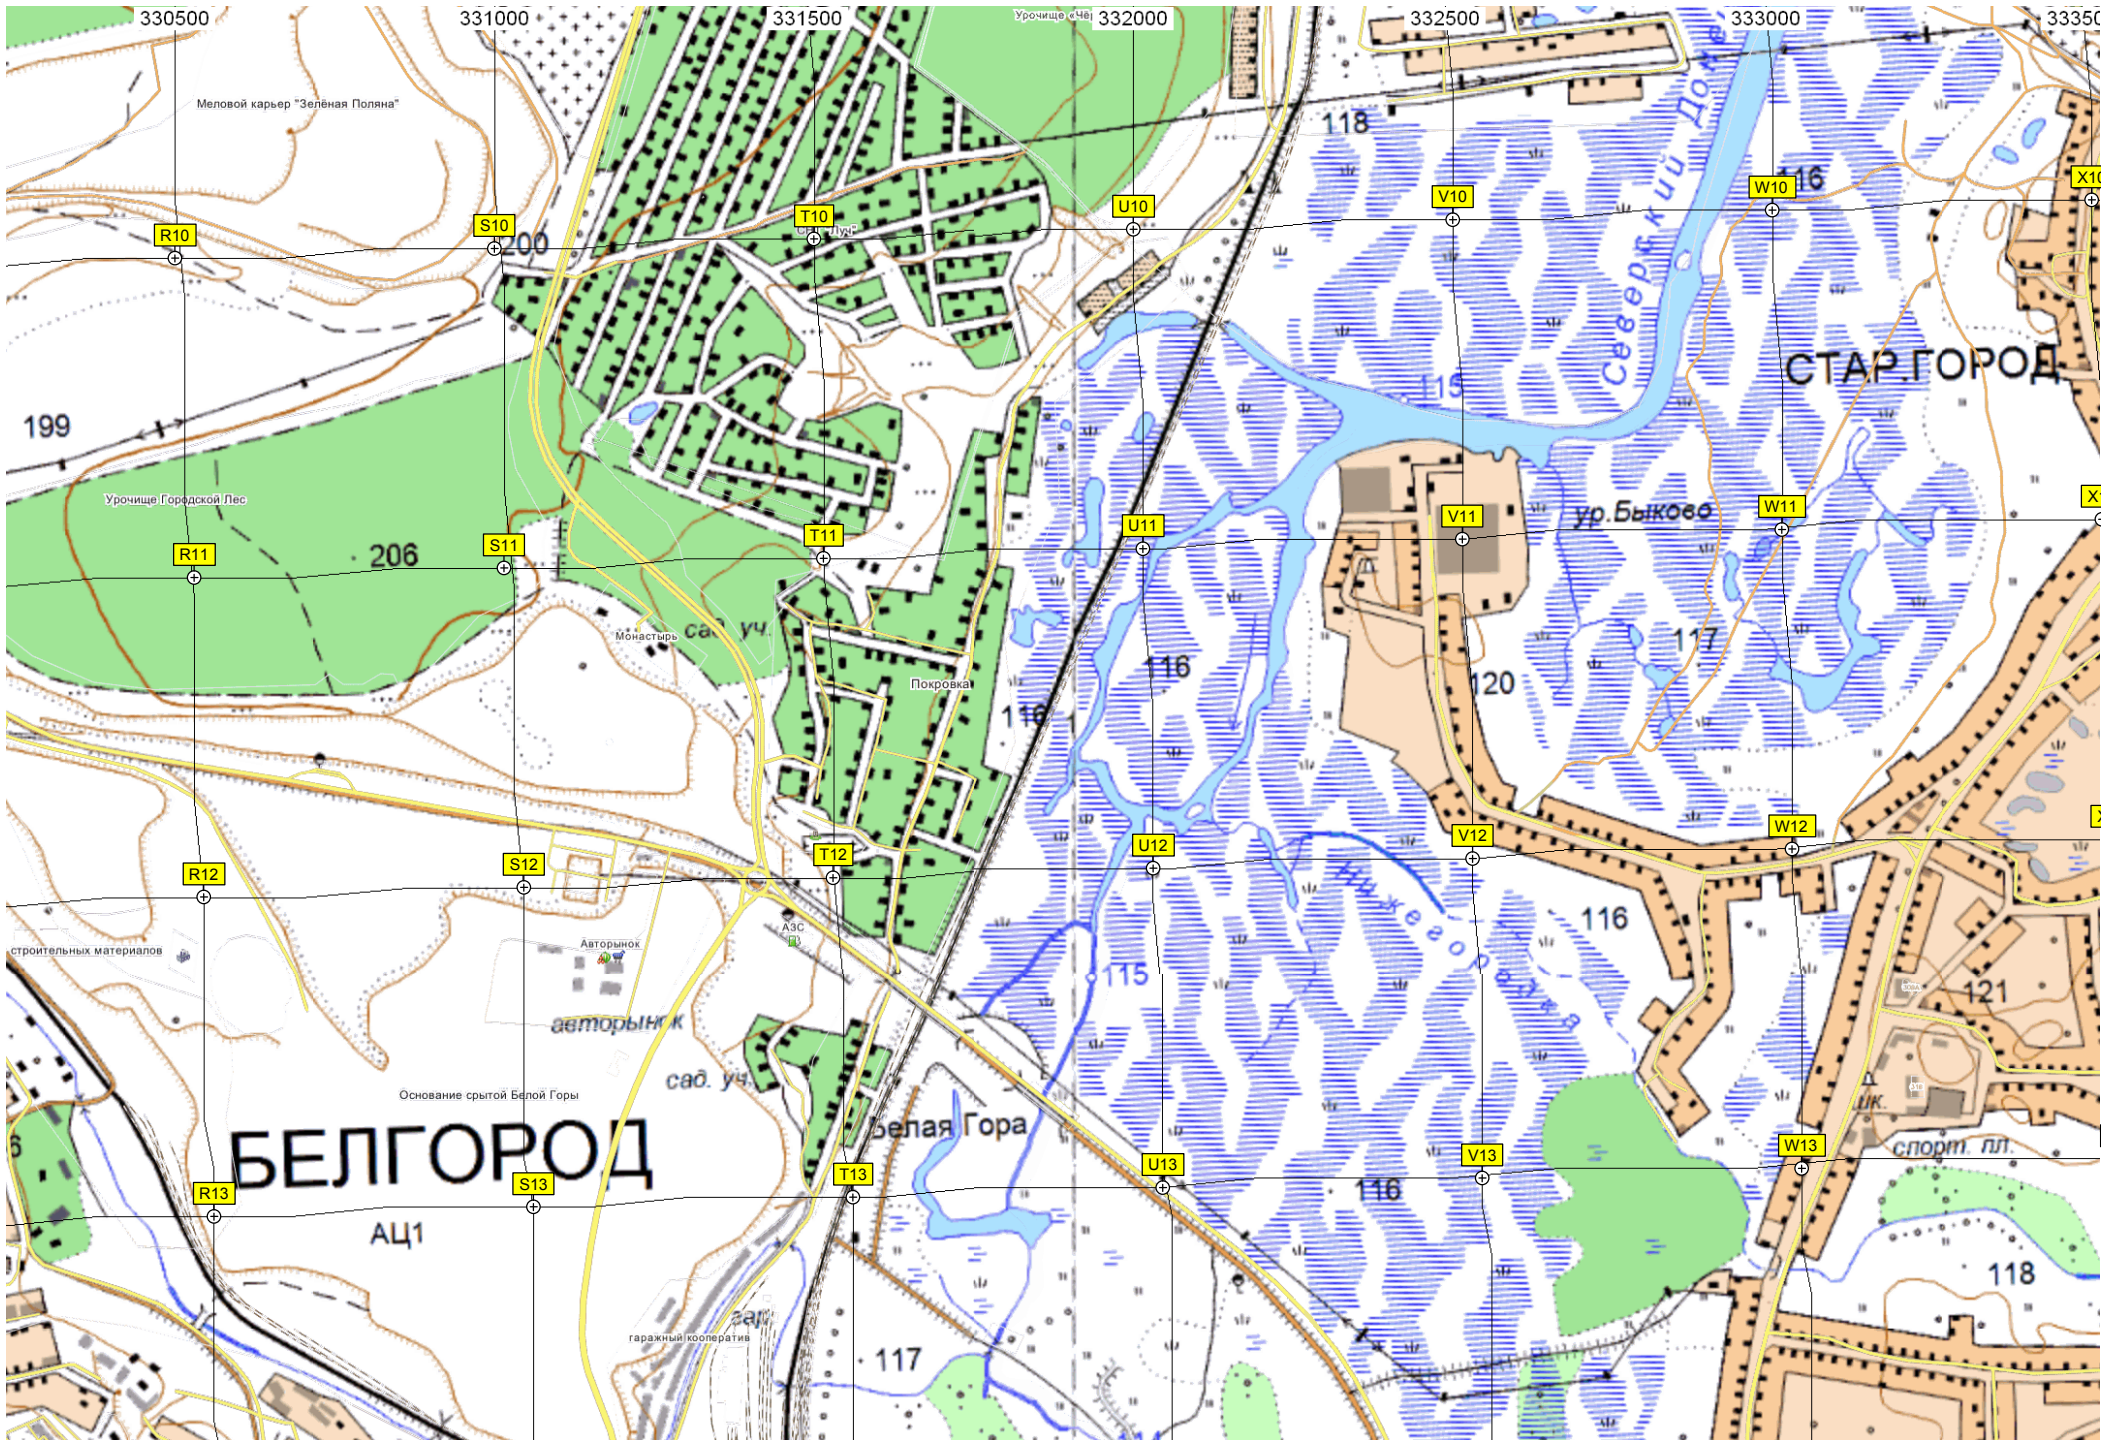 330500
331000
331500
332000
332500
333000
Меловой карьер "Зелёная Поляна"
118
116
R10
S10
T10
U10
V10
W10
X10
200
Северский
115
СТАР.ГОРОД
199
Урочище Городской Лес
206
R11
S11
T11
U11
V11
W11
ур.Быково
сад. уч.
Монастырь
Покровка
116
116
117
120
R12
S12
T12
U12
V12
W12
Нижегородка
116
строительных материалов
Авторынок
АЗС
115
121
авторынок
сад. уч.
Основание срытой Белой Горы
Белая Гора
БЕЛГОРОД
шк.
спорт. пл.
R13
S13
T13
U13
V13
W13
116
АЦ1
118
гар.
гаражный кооператив
117